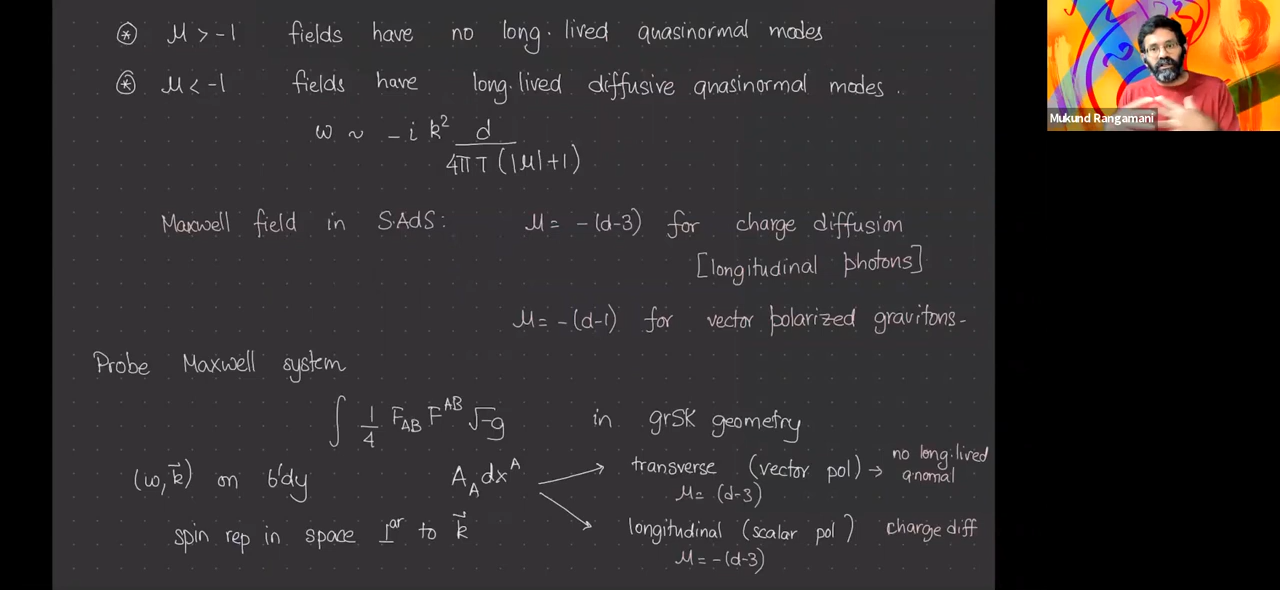 ⊛ μ > -1 fields have no long-lived quasinormal modes
⊛ μ < -1 fields have long-lived diffusive quasinormal modes.
ω ~ -i k² d / 4πT (|μ|+1)
Maxwell field in SAdS: μ = -(d-3) for charge diffusion
[longitudinal photons]
μ = -(d-1) for vector polarized gravitons-
Probe Maxwell system
∫ 1/4 F_AB F^AB √-g in grSK geometry
(ω, k⃗) on b'dy A_A dx^A
transverse (vector pol) → no long-lived q.nomal
μ = (d-3)
longitudinal (scalar pol) charge diff
μ = -(d-3)
spin rep in space ⊥ar to k⃗
Mukund Rangamani